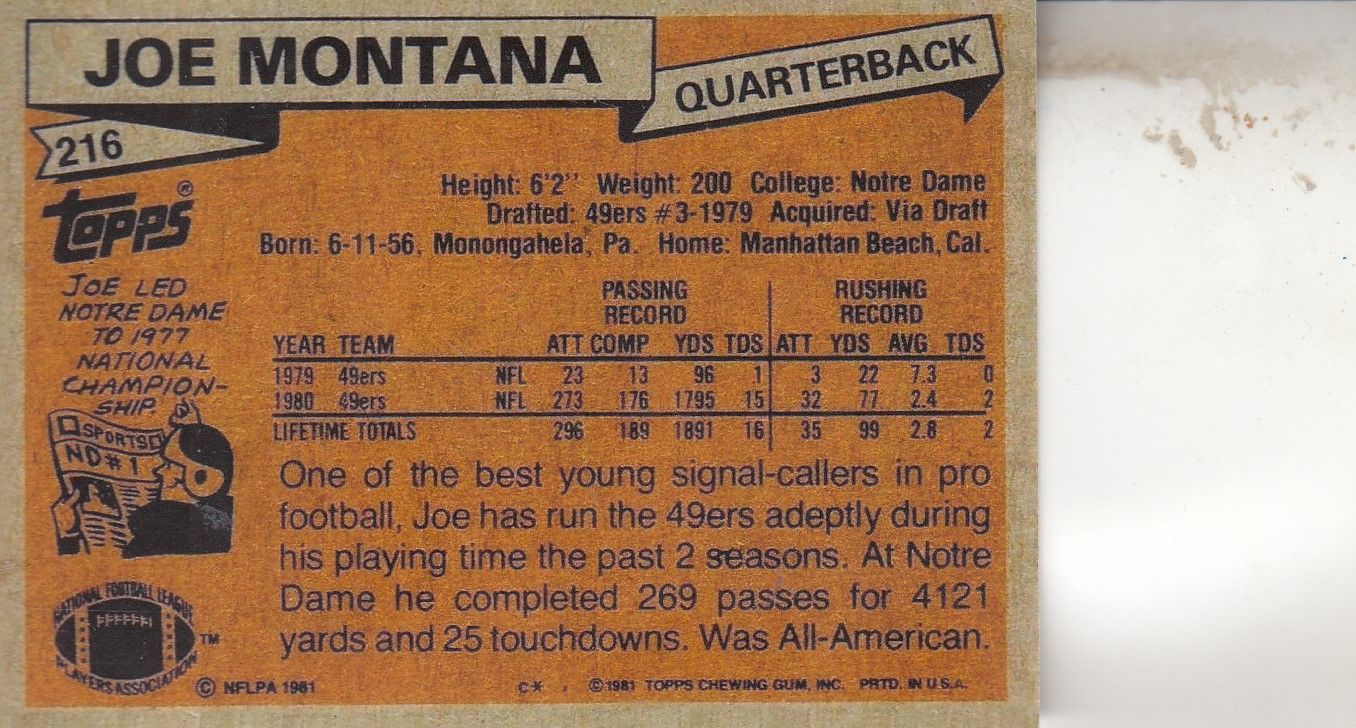 JOE MONTANA
QUARTERBACK
216
TOPPS®
Height: 6'2'' Weight: 200 College: Notre Dame
Drafted: 49ers #3-1979 Acquired: Via Draft
Born: 6-11-56, Monongahela, Pa. Home: Manhattan Beach, Cal.
JOE LED
NOTRE DAME
TO 1977
NATIONAL
CHAMPION-
SHIP.
SPORTS
ND#1
PASSING RUSHING
RECORD RECORD
YEAR TEAM ATT COMP YDS TDS ATT YDS AVG TDS
1979 49ers NFL 23 13 96 1 3 22 7.3 0
1980 49ers NFL 273 176 1795 15 32 77 2.4 2
LIFETIME TOTALS 296 189 1891 16 35 99 2.8 2
One of the best young signal-callers in pro
football, Joe has run the 49ers adeptly during
his playing time the past 2 seasons. At Notre
Dame he completed 269 passes for 4121
yards and 25 touchdowns. Was All-American.
NATIONAL FOOTBALL LEAGUE
PLAYERS ASSOCIATION
TM
© NFLPA 1981
C* ©1981 TOPPS CHEWING GUM, INC. PRTD. IN U.S.A.